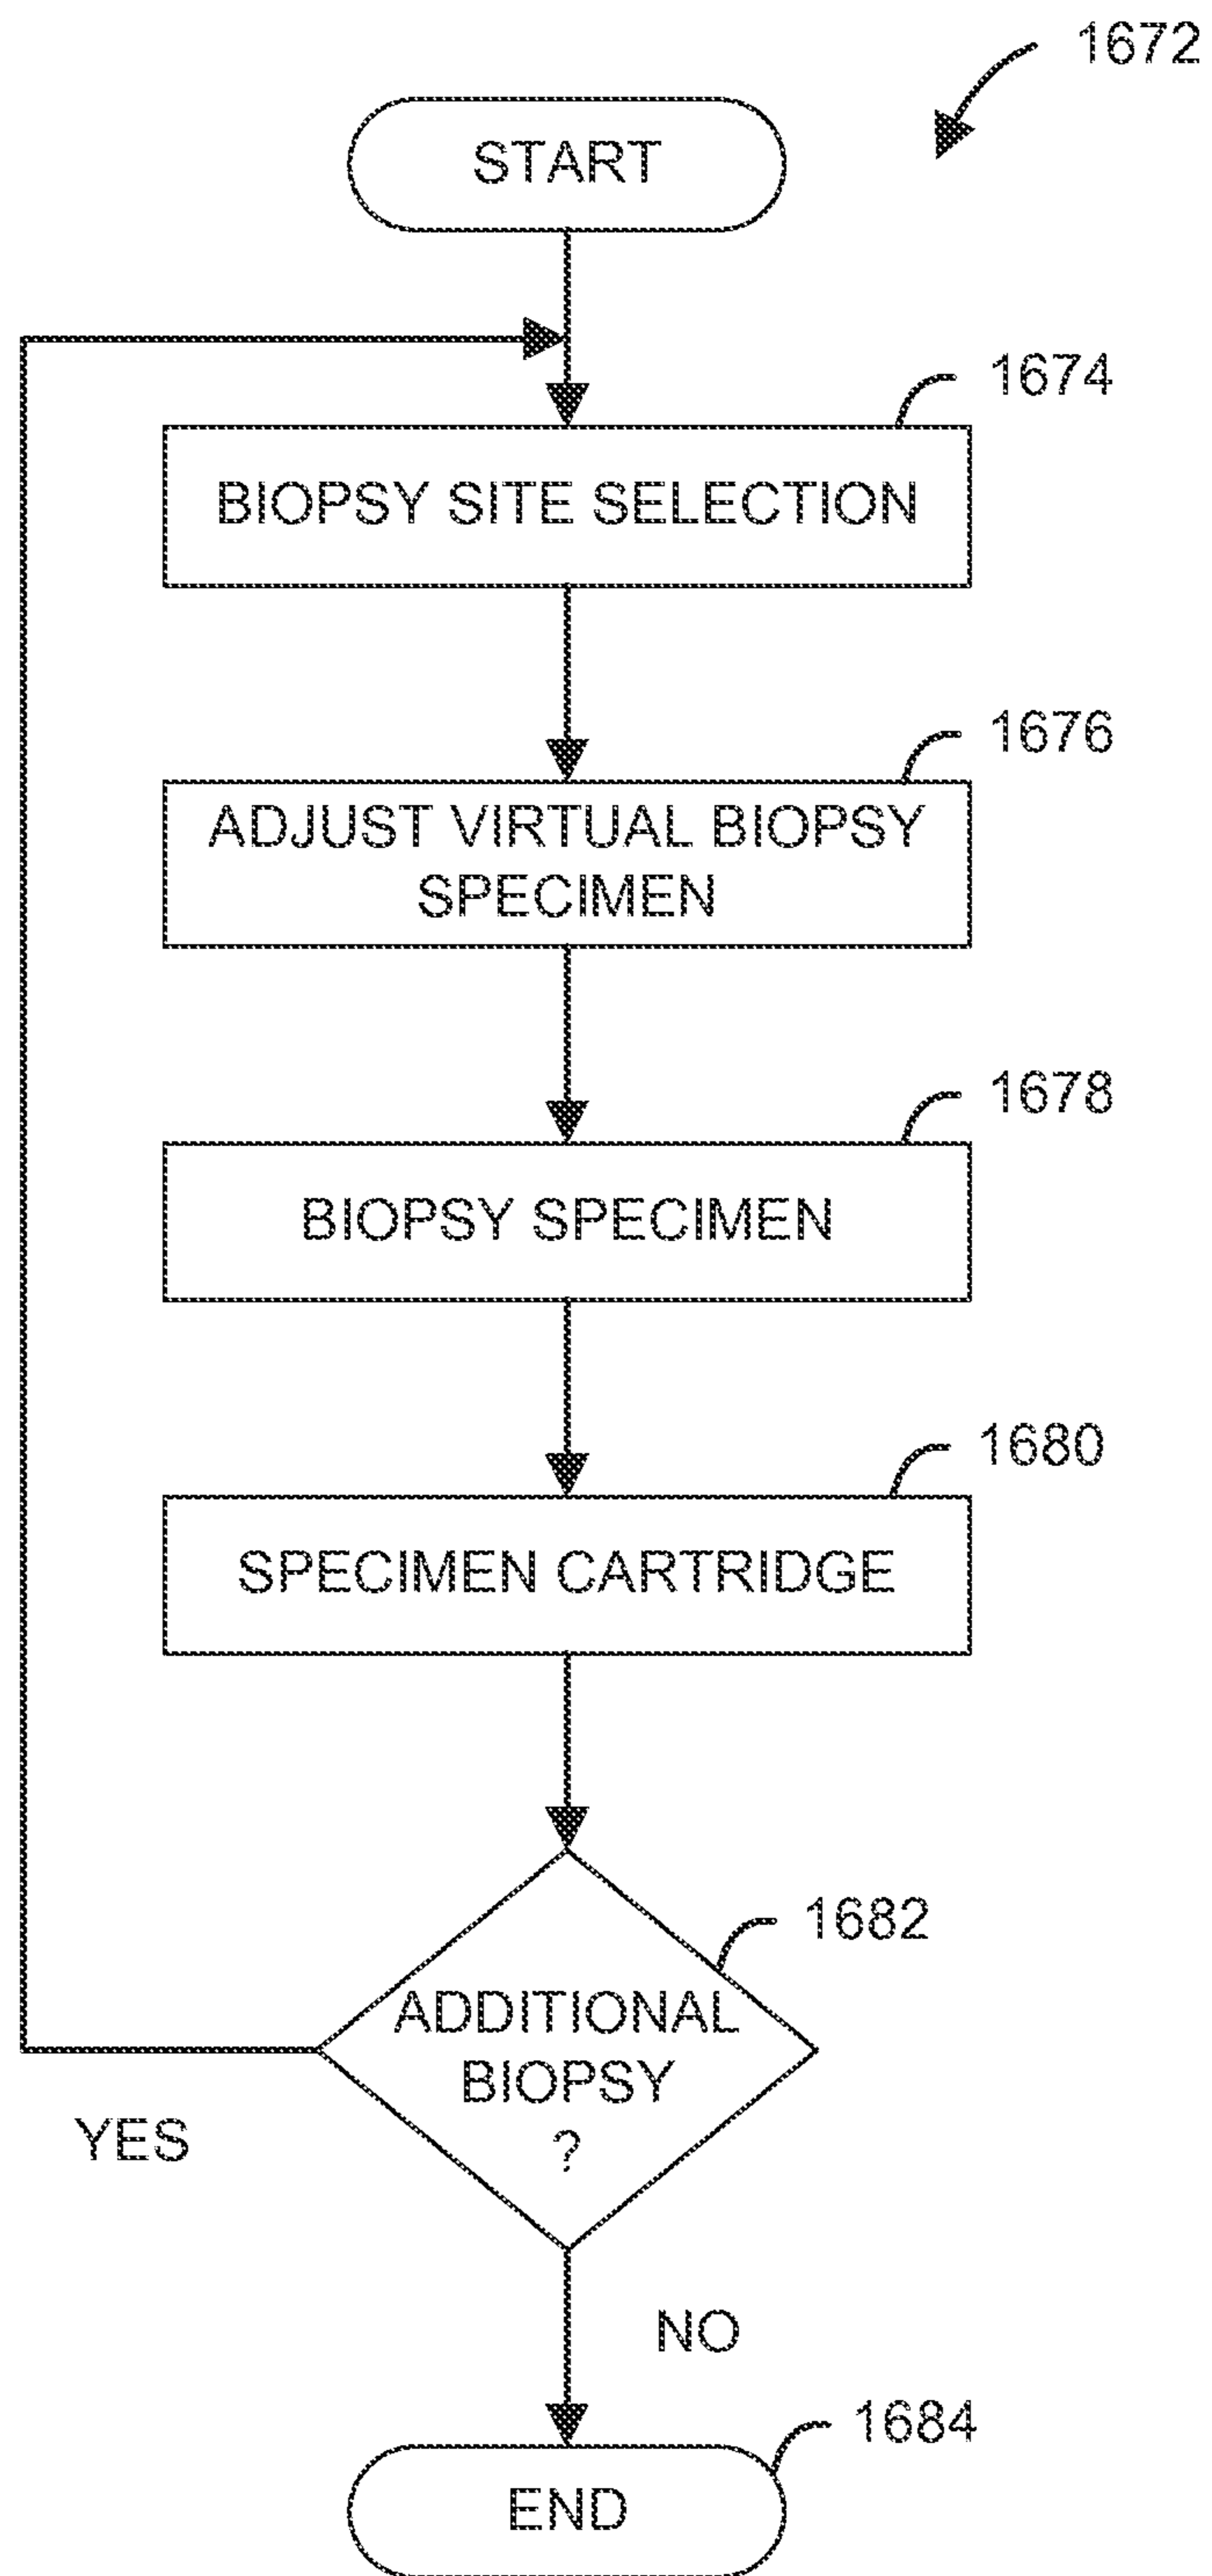 1672
START
1674
BIOPSY SITE SELECTION
1676
ADJUST VIRTUAL BIOPSY
SPECIMEN
1678
BIOPSY SPECIMEN
1680
SPECIMEN CARTRIDGE
1682
ADDITIONAL
BIOPSY
?
YES
NO
1684
END